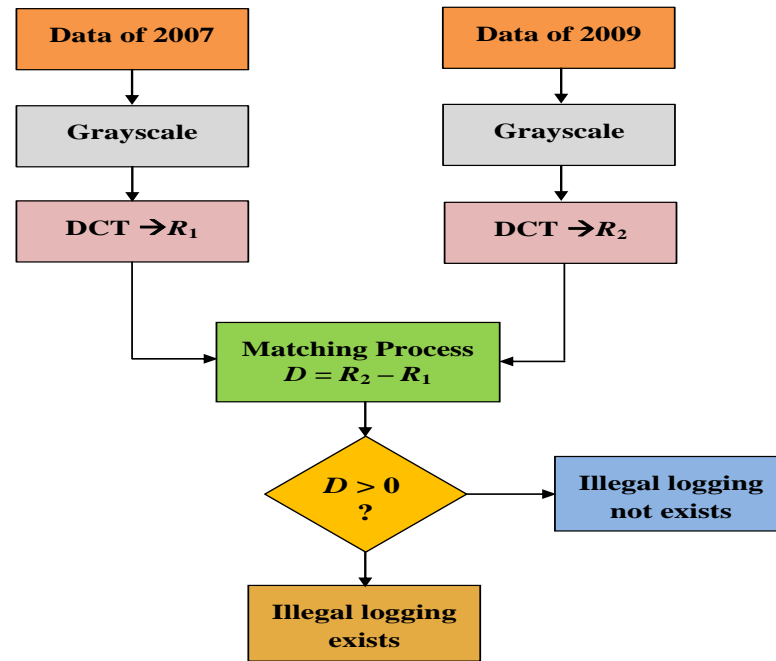 Data of 2007
Data of 2009
Grayscale
Grayscale
DCT →R₁
DCT →R₂
Matching Process
D = R₂ − R₁
D > 0
?
Illegal logging
not exists
Illegal logging
exists